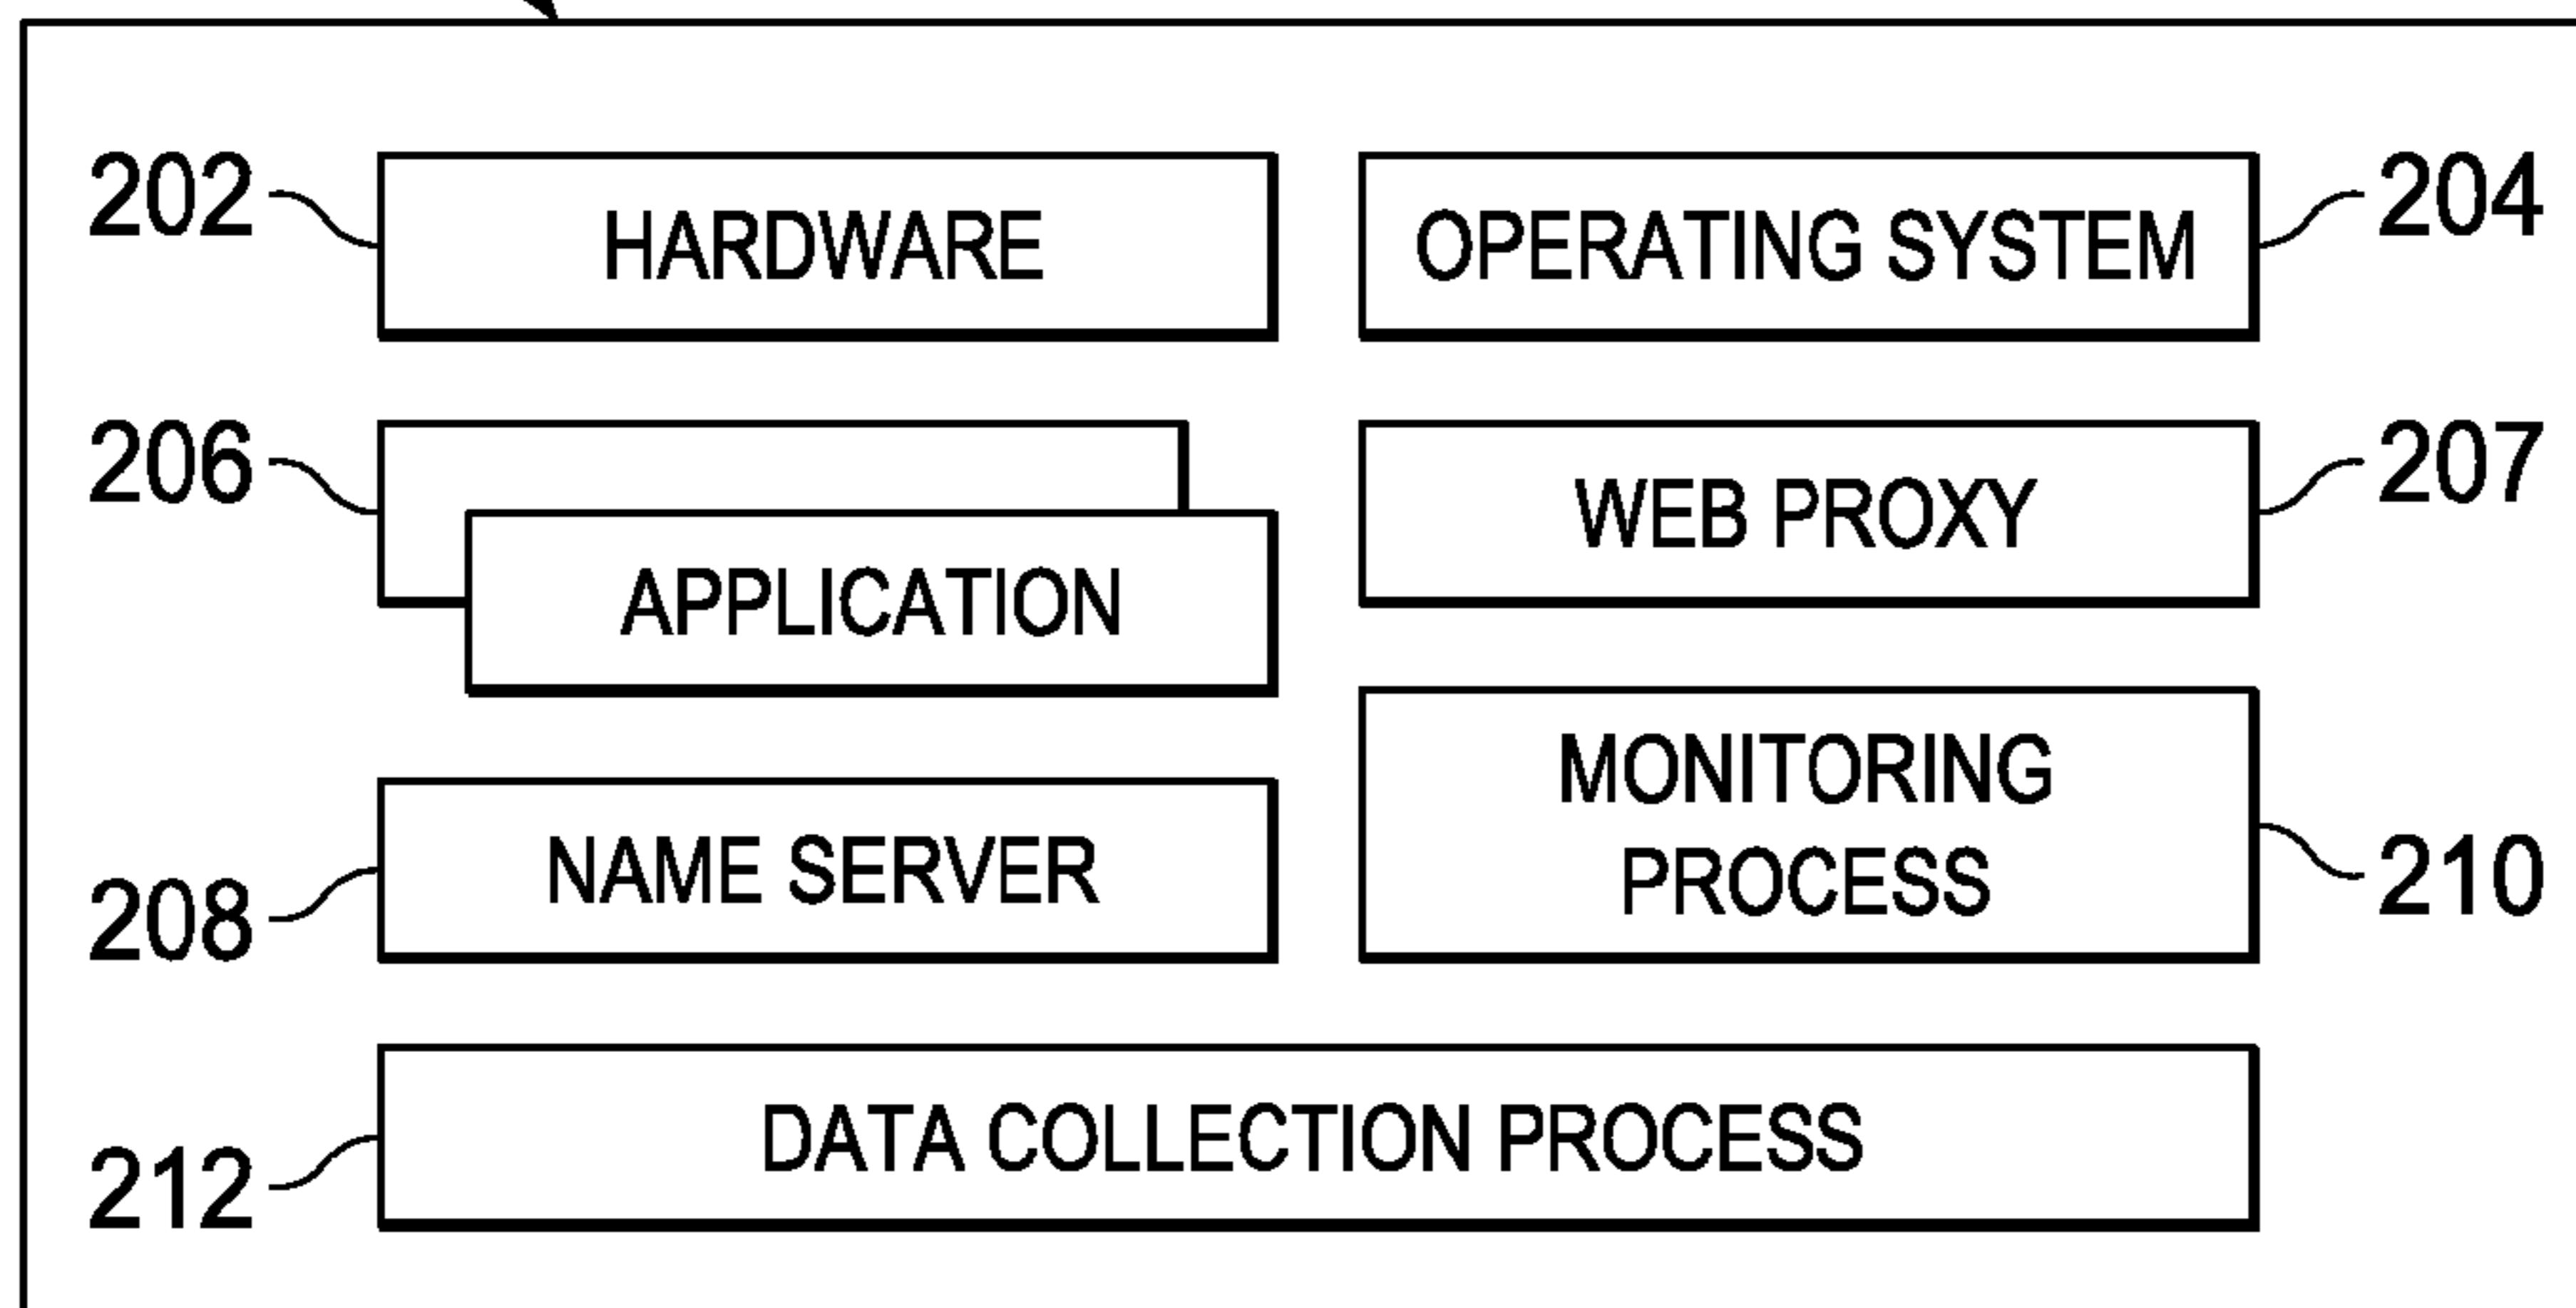 202
HARDWARE
OPERATING SYSTEM
204
206
APPLICATION
WEB PROXY
207
208
NAME SERVER
MONITORING
PROCESS
210
212
DATA COLLECTION PROCESS